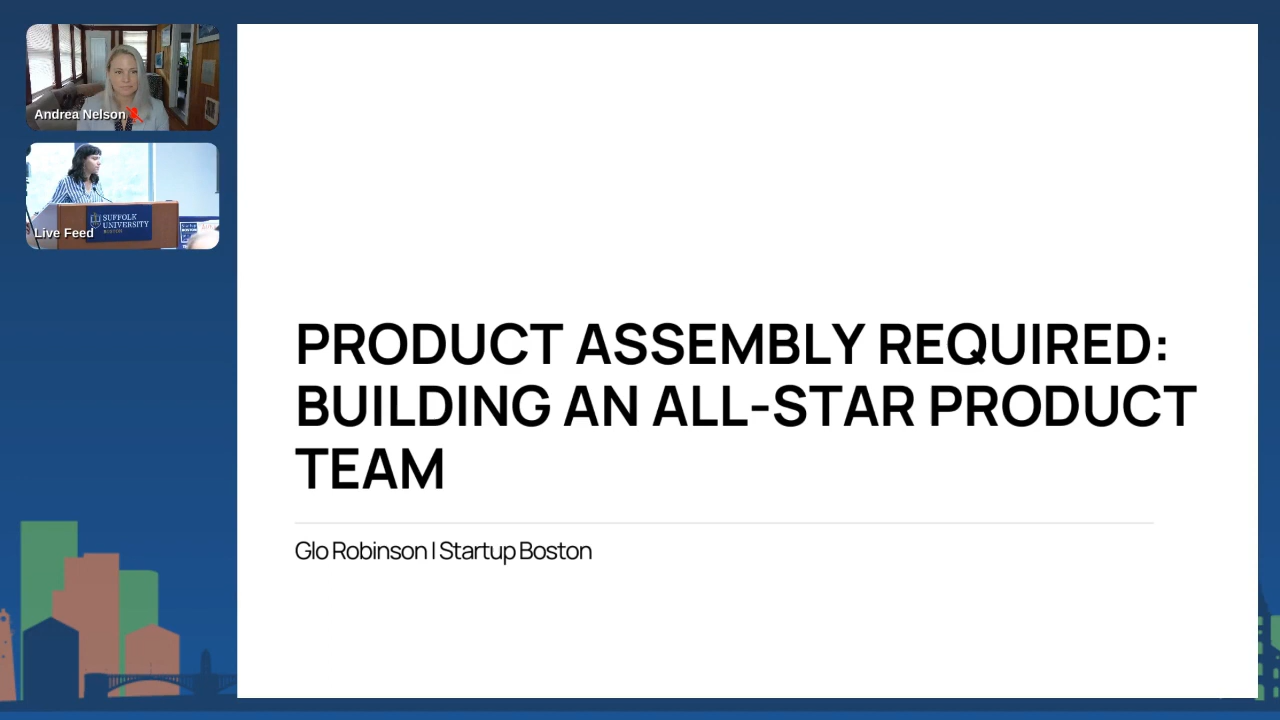 Andrea Nelson
SUFFOLK
UNIVERSITY
BOSTON
Live Feed
PRODUCT ASSEMBLY REQUIRED:
BUILDING AN ALL-STAR PRODUCT
TEAM
Glo Robinson | Startup Boston